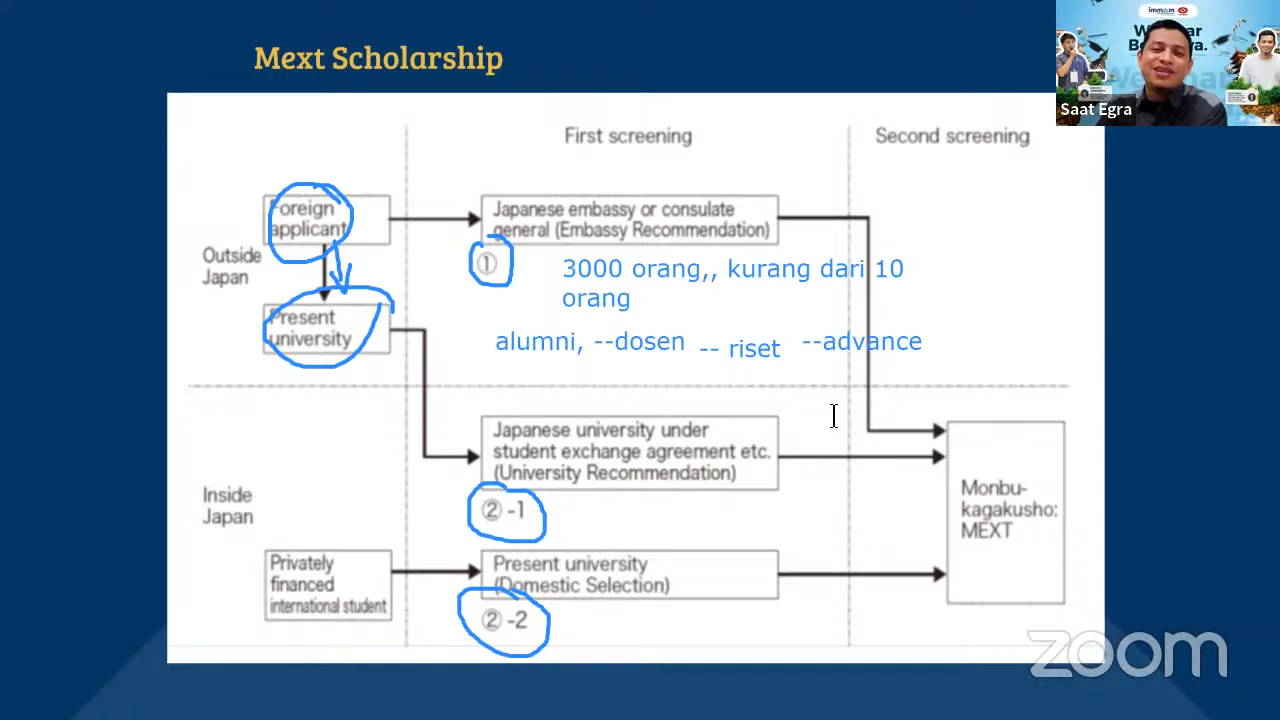 Mext Scholarship
immam
Saat Egra
First screening
Second screening
Foreign
applicant
Japanese embassy or consulate
general (Embassy Recommendation)
Outside
Japan
①
3000 orang,, kurang dari 10
orang
Present
university
alumni, --dosen -- riset --advance
Japanese university under
student exchange agreement etc.
(University Recommendation)
② -1
Inside
Japan
Monbu-
kagakusho:
MEXT
Privately
financed
international student
Present university
(Domestic Selection)
② -2
zoom